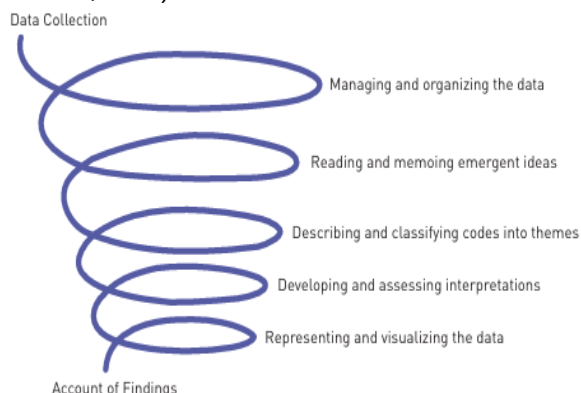 Data Collection
Managing and organizing the data
Reading and memoing emergent ideas
Describing and classifying codes into themes
Developing and assessing interpretations
Representing and visualizing the data
Account of Findings